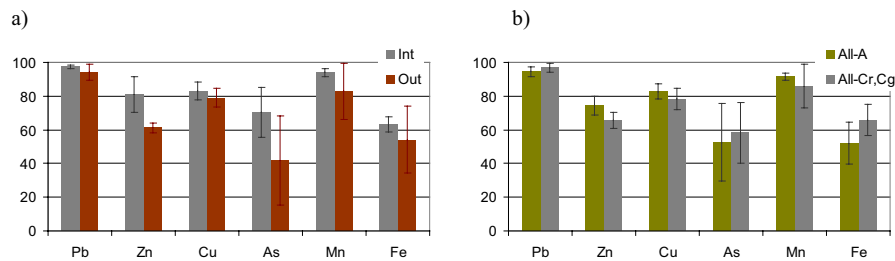 a)
100
80
60
40
20
0
Int
Out
Pb Zn Cu As Mn Fe
b)
100
80
60
40
20
0
All-A
All-Cr,Cg
Pb Zn Cu As Mn Fe